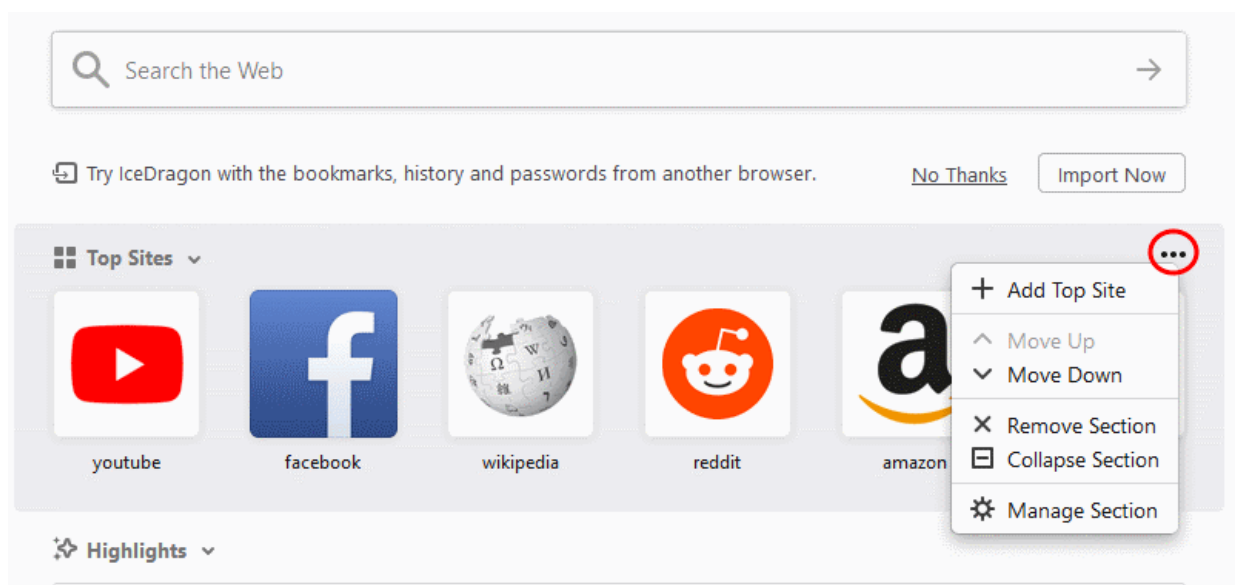 Search the Web
Try IceDragon with the bookmarks, history and passwords from another browser.
No Thanks
Import Now
Top Sites
Add Top Site
Move Up
Move Down
Remove Section
Collapse Section
Manage Section
youtube
facebook
wikipedia
reddit
amazon
Highlights